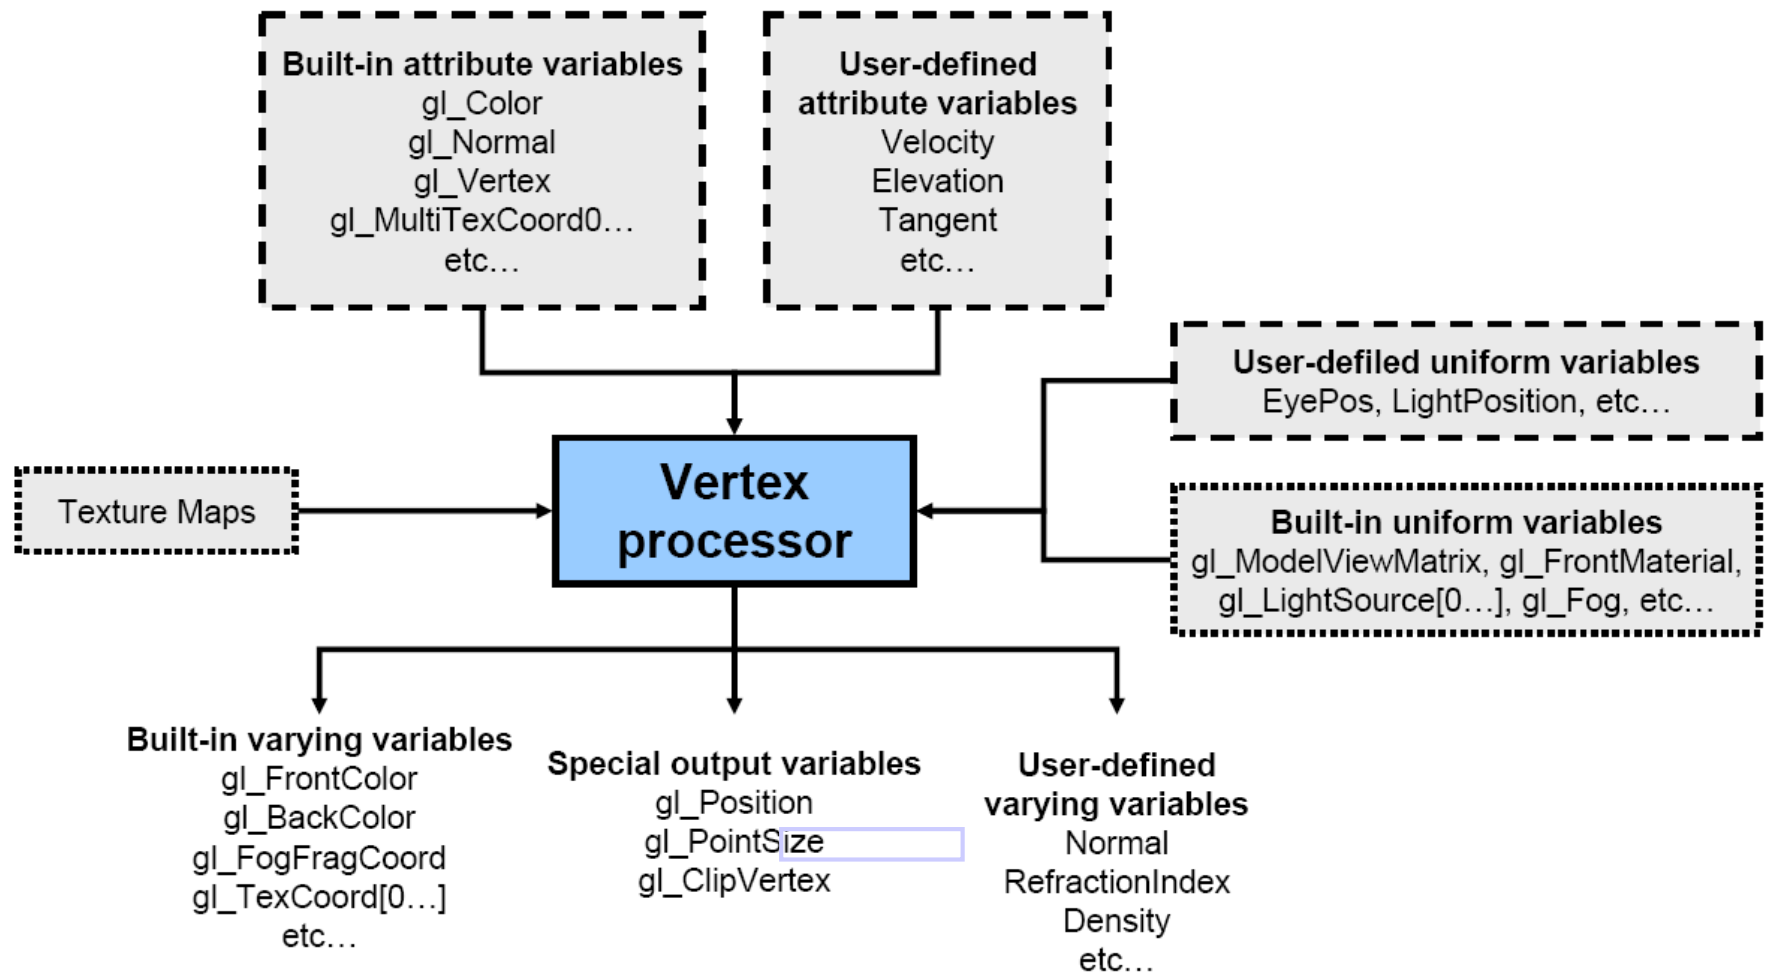 Built-in attribute variables
gl_Color
gl_Normal
gl_Vertex
gl_MultiTexCoord0...
etc...
User-defined
attribute variables
Velocity
Elevation
Tangent
etc...
User-defiled uniform variables
EyePos, LightPosition, etc...
Texture Maps
Vertex
processor
Built-in uniform variables
gl_ModelViewMatrix, gl_FrontMaterial,
gl_LightSource[0...], gl_Fog, etc...
Built-in varying variables
gl_FrontColor
gl_BackColor
gl_FogFragCoord
gl_TexCoord[0...]
etc...
Special output variables
gl_Position
gl_PointSize
gl_ClipVertex
User-defined
varying variables
Normal
RefractionIndex
Density
etc...